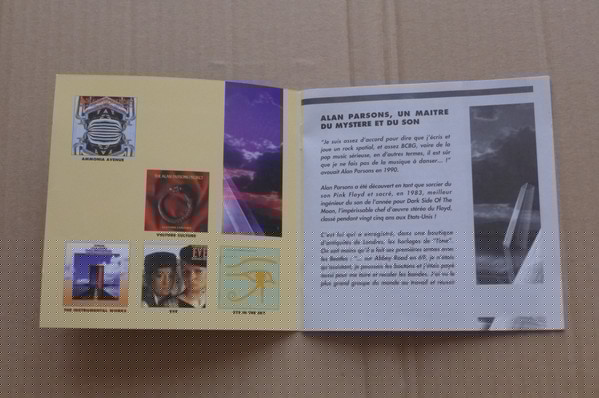 AMMONIA AVENUE
THE ALAN PARSONS PROJECT
VULTURE CULTURE
EVE
THE INSTRUMENTAL WORKS
EVE
EYE IN THE SKY
ALAN PARSONS, UN MAITRE
DU MYSTERE ET DU SON
"Je suis assez d'accord pour dire que j'écris et
joue un rock spatial, et assez BCBG, voire de la
pop music sérieuse, en d'autres termes, il est sûr
que je ne fais pas de la musique à danser... !"
avouait Alan Parsons en 1990.
Alan Parsons a été découvert en tant que sorcier du
son Pink Floyd et sacré, en 1983, meilleur
ingénieur du son de l'année pour Dark Side Of The
Moon, l'impérissable chef d'œuvre stéréo du Floyd,
classé pendant vingt cinq ans aux Etats-Unis !
C'est lui qui a enregistré, dans une boutique
d'antiquités de Londres, les horloges de "Time".
On sait moins qu'il a fait ses premières armes avec
les Beatles : "... sur Abbey Road en 69, je n'étais
qu'assistant, je poussais les boutons et j'étais payé
aussi pour me taire et recaler les bandes. J'ai vu le
plus grand groupe du monde au travail et réussir